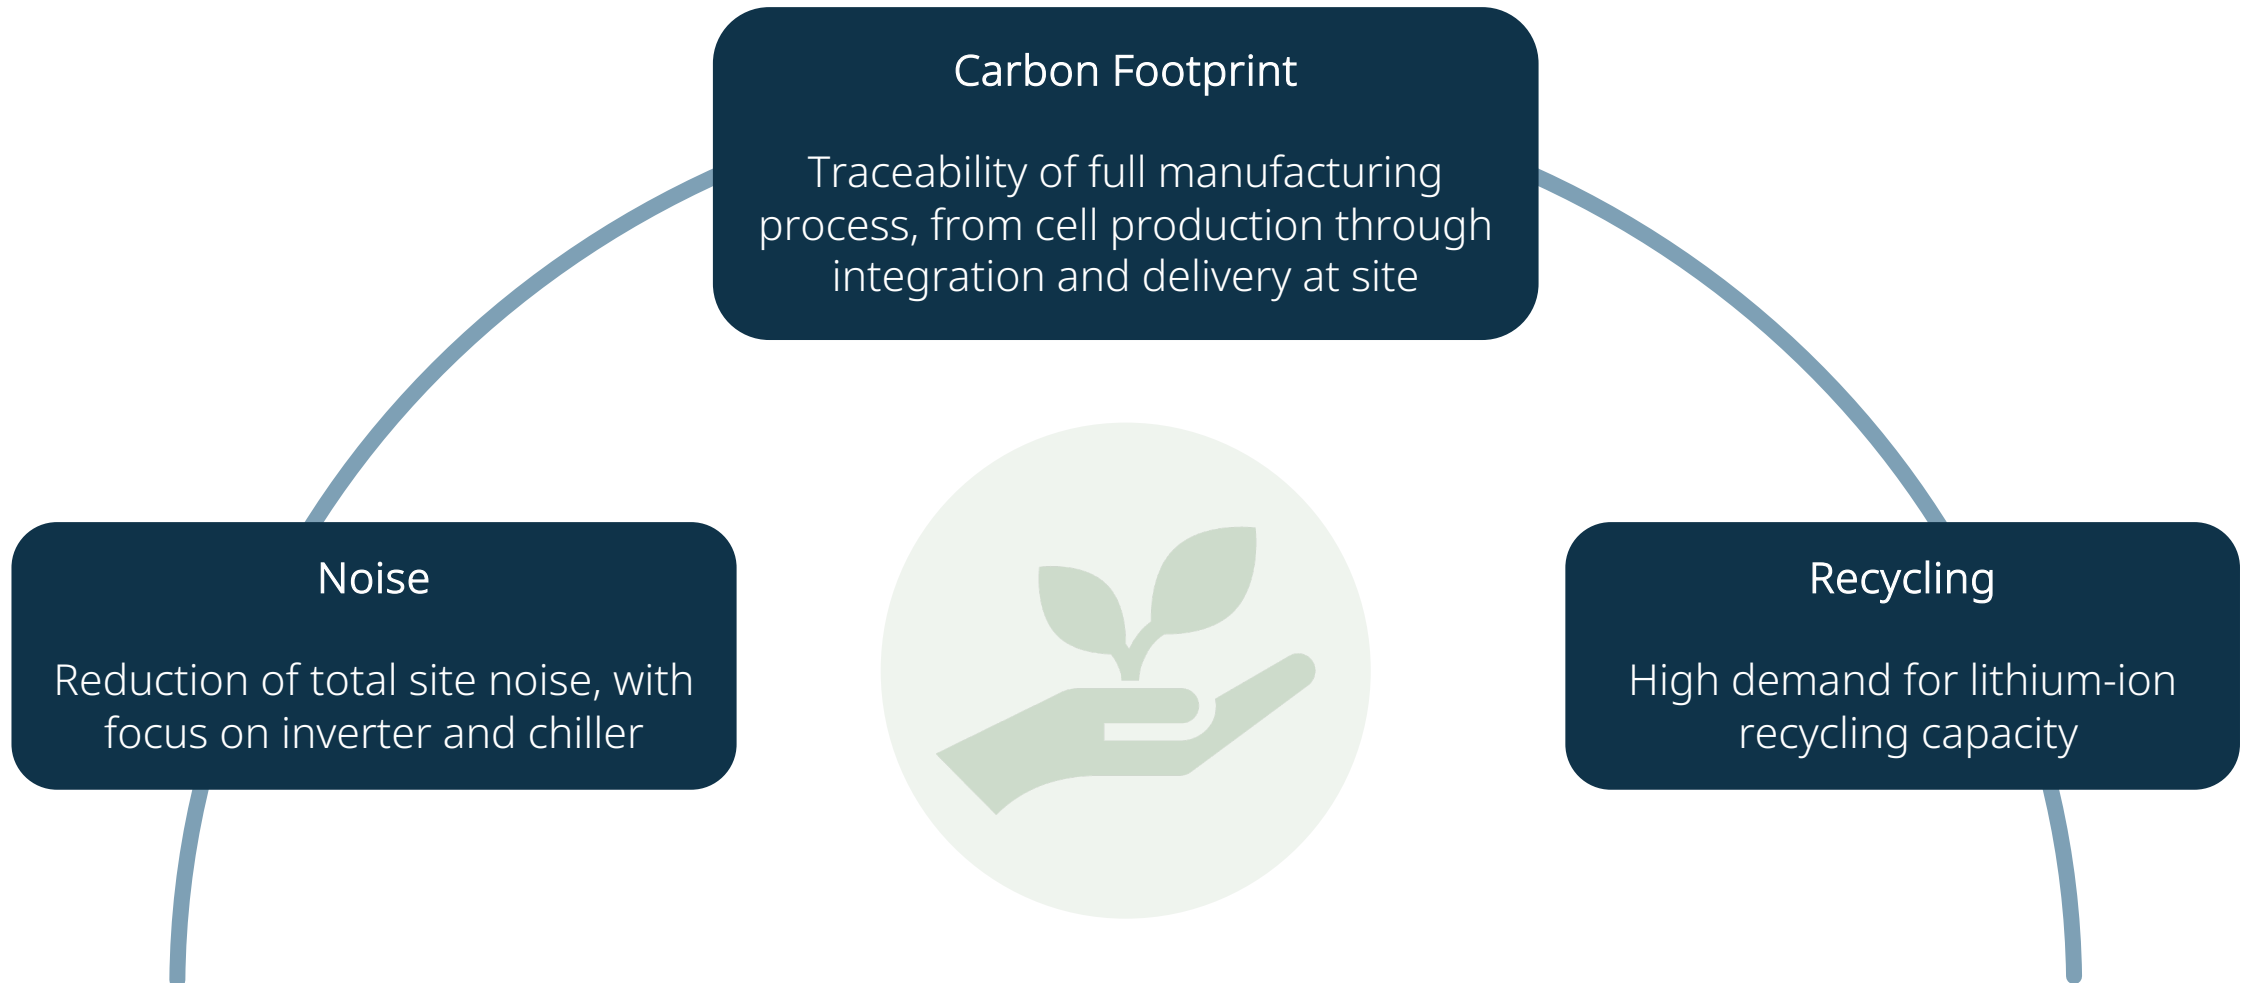 Carbon Footprint
Traceability of full manufacturing
process, from cell production through
integration and delivery at site
Noise
Reduction of total site noise, with
focus on inverter and chiller
Recycling
High demand for lithium-ion
recycling capacity